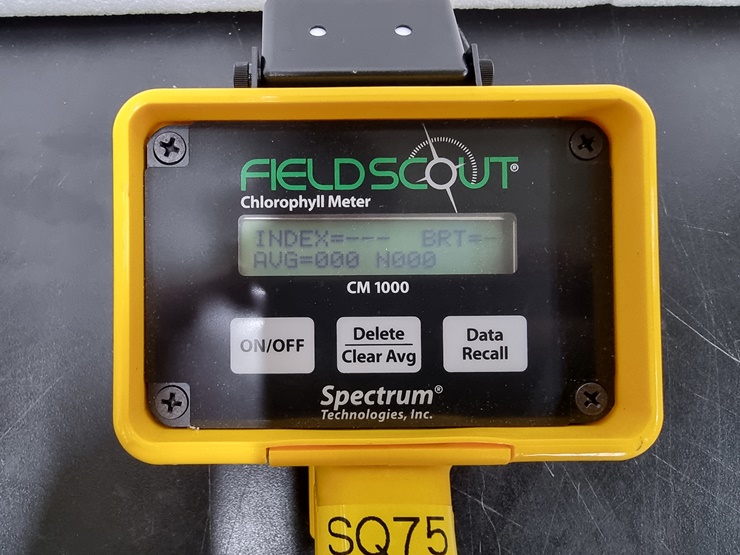 FIELDSCOUT®
Chlorophyll Meter
INDEX=--- BRT=-
AVG=000 N000
CM 1000
ON/OFF
Delete
Clear Avg
Data
Recall
Spectrum®
Technologies, Inc.
SQ75